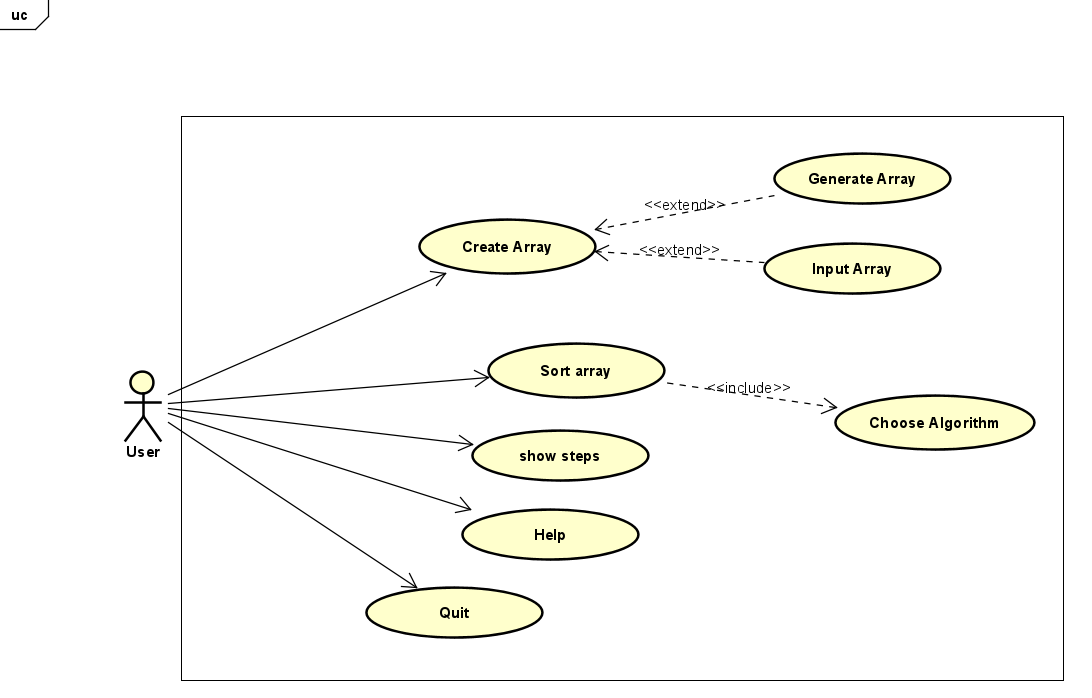 uc
Generate Array
<<extend>>
Create Array
<<extend>>
Input Array
Sort array
<<include>>
Choose Algorithm
User
show steps
Help
Quit